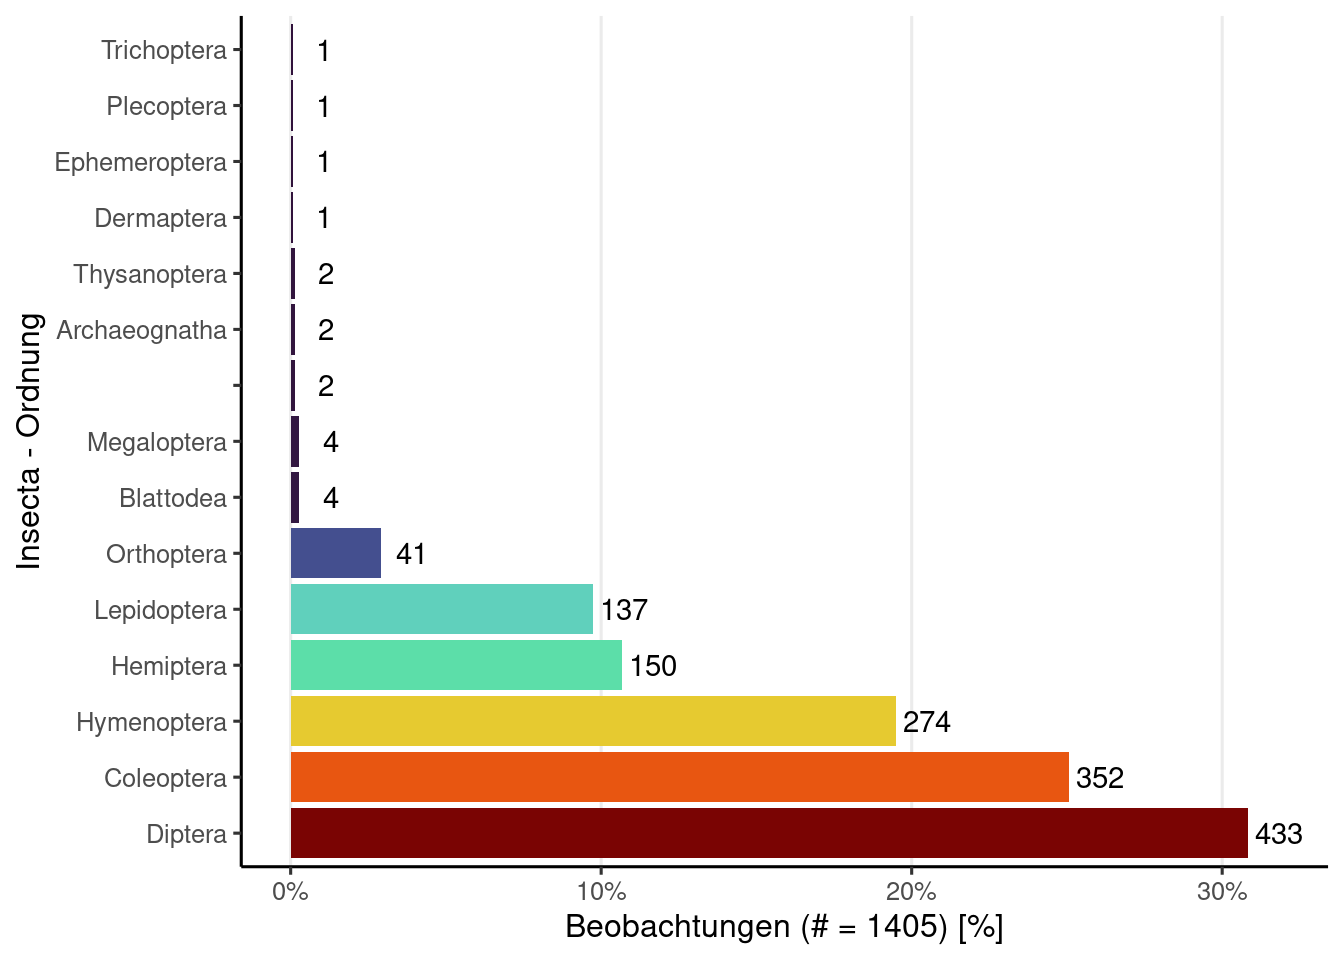 Trichoptera 1
Plecoptera 1
Ephemeroptera 1
Dermaptera 1
Thysanoptera 2
Archaeognatha 2
2
Megaloptera 4
Blattodea 4
Orthoptera 41
Lepidoptera 137
Hemiptera 150
Hymenoptera 274
Coleoptera 352
Diptera 433
Insecta - Ordnung
0% 10% 20% 30%
Beobachtungen (# = 1405) [%]